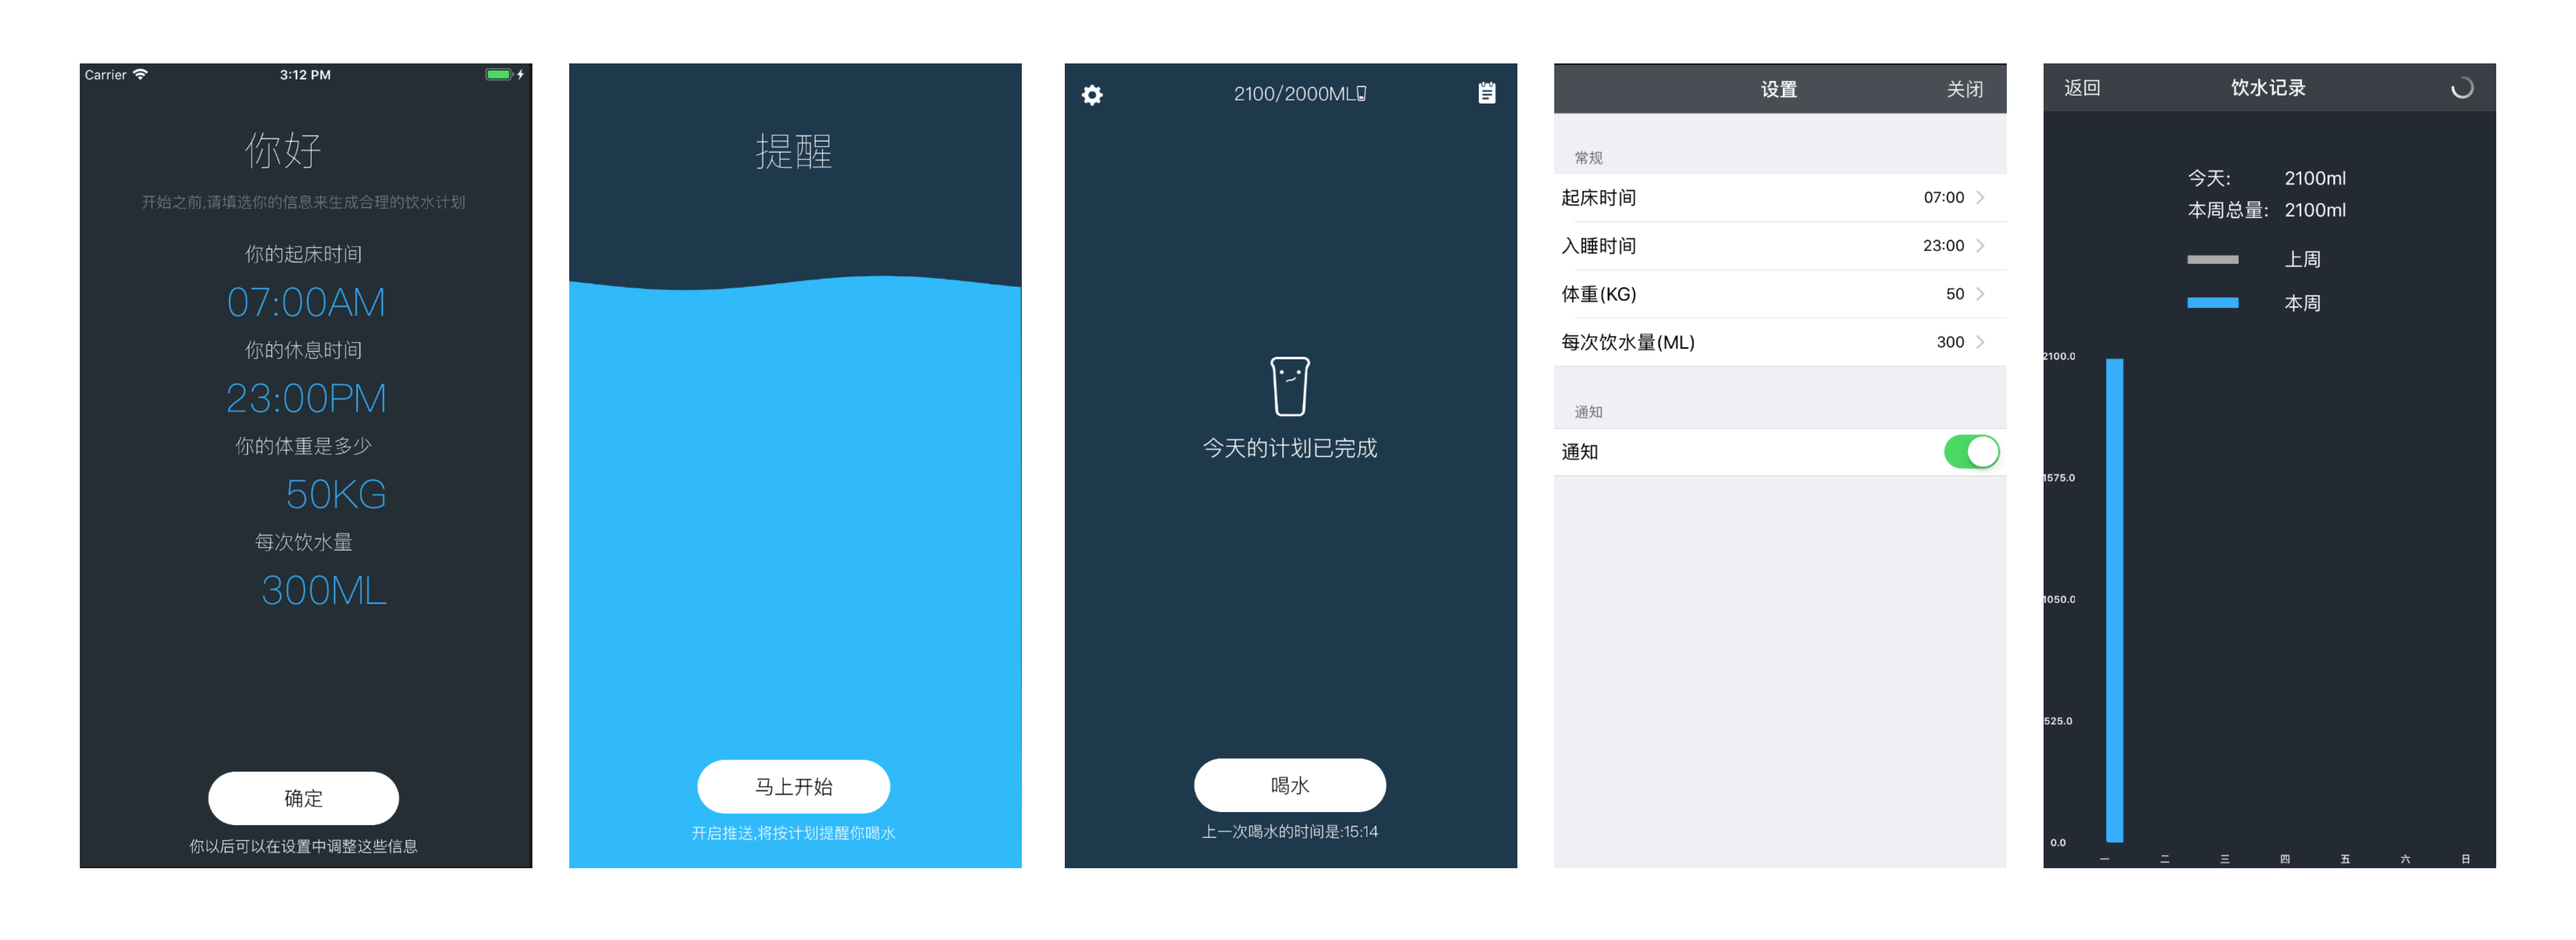 Carrier 3:12 PM
你好
开始之前,请填选你的信息来生成合理的饮水计划
你的起床时间
07:00AM
你的休息时间
23:00PM
你的体重是多少
50KG
每次饮水量
300ML
确定
你以后可以在设置中调整这些信息
提醒
马上开始
开启推送,将按计划提醒你喝水
2100/2000ML
今天的计划已完成
喝水
上一次喝水的时间是:15:14
设置 关闭
常规
起床时间 07:00
入睡时间 23:00
体重(KG) 50
每次饮水量(ML) 300
通知
通知
返回 饮水记录
今天: 2100ml
本周总量: 2100ml
上周
本周
2100.0
1575.0
1050.0
525.0
0.0
一 二 三 四 五 六 日